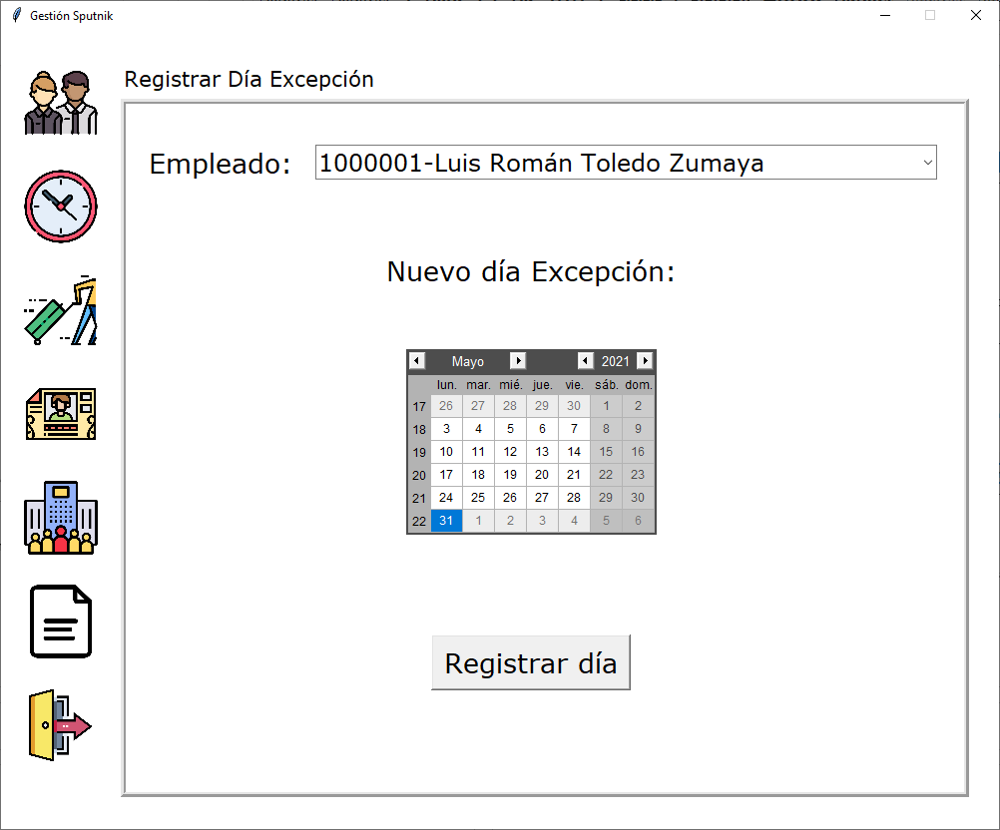 Gestión Sputnik
Registrar Día Excepción
Empleado: 1000001-Luis Román Toledo Zumaya
Nuevo día Excepción:
Mayo 2021
lun. mar. mié. jue. vie. sáb. dom.
17 26 27 28 29 30 1 2
18 3 4 5 6 7 8 9
19 10 11 12 13 14 15 16
20 17 18 19 20 21 22 23
21 24 25 26 27 28 29 30
22 31 1 2 3 4 5 6
Registrar día